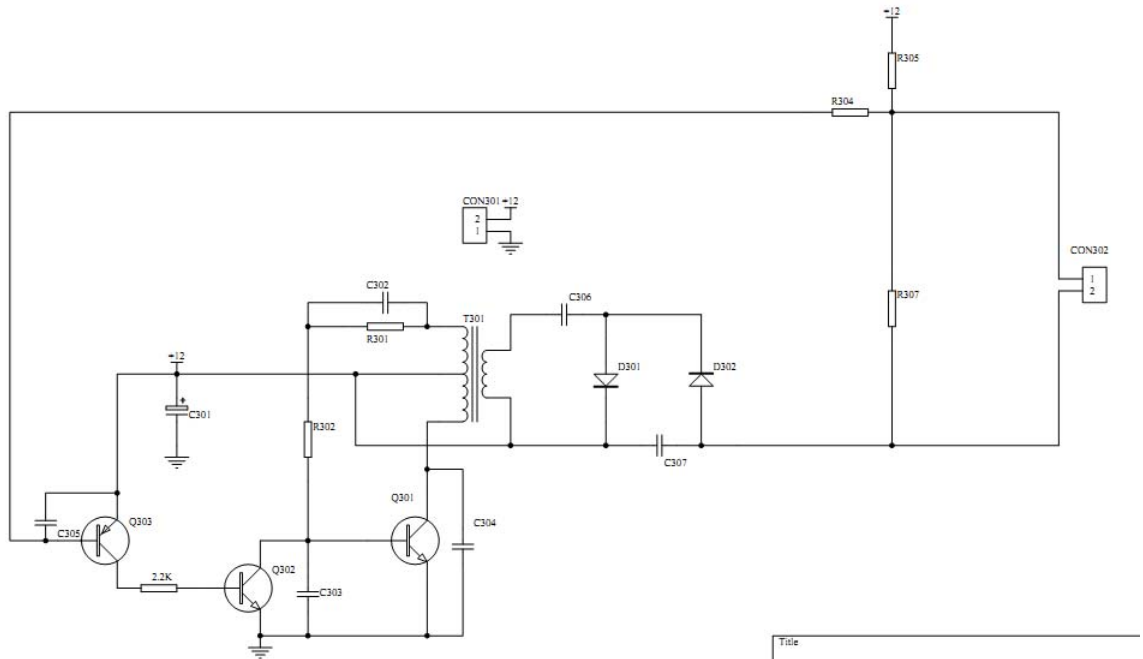 +12
R305
R304
CON301 +12
2
1
CON302
1
2
R307
C302
R301
T301
C306
D301
D302
+12
+
C301
R302
C307
Q301
C304
C305
Q303
2.2K
Q302
C303
Title